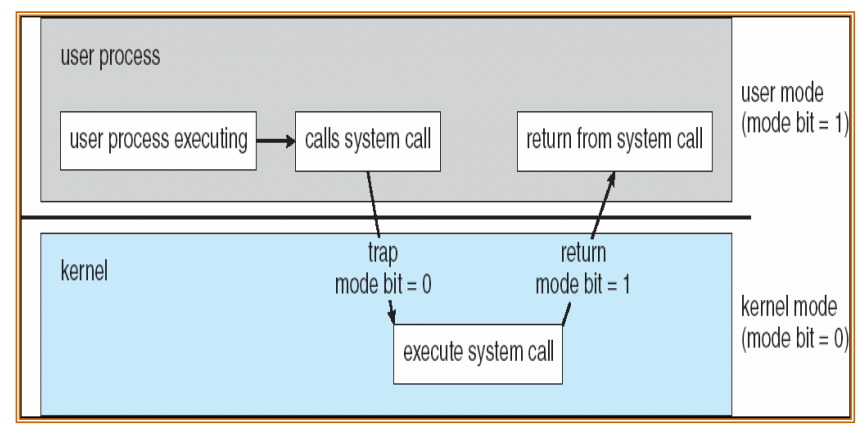 user process
user process executing
calls system call
return from system call
user mode
(mode bit = 1)
kernel
trap
mode bit = 0
return
mode bit = 1
execute system call
kernel mode
(mode bit = 0)